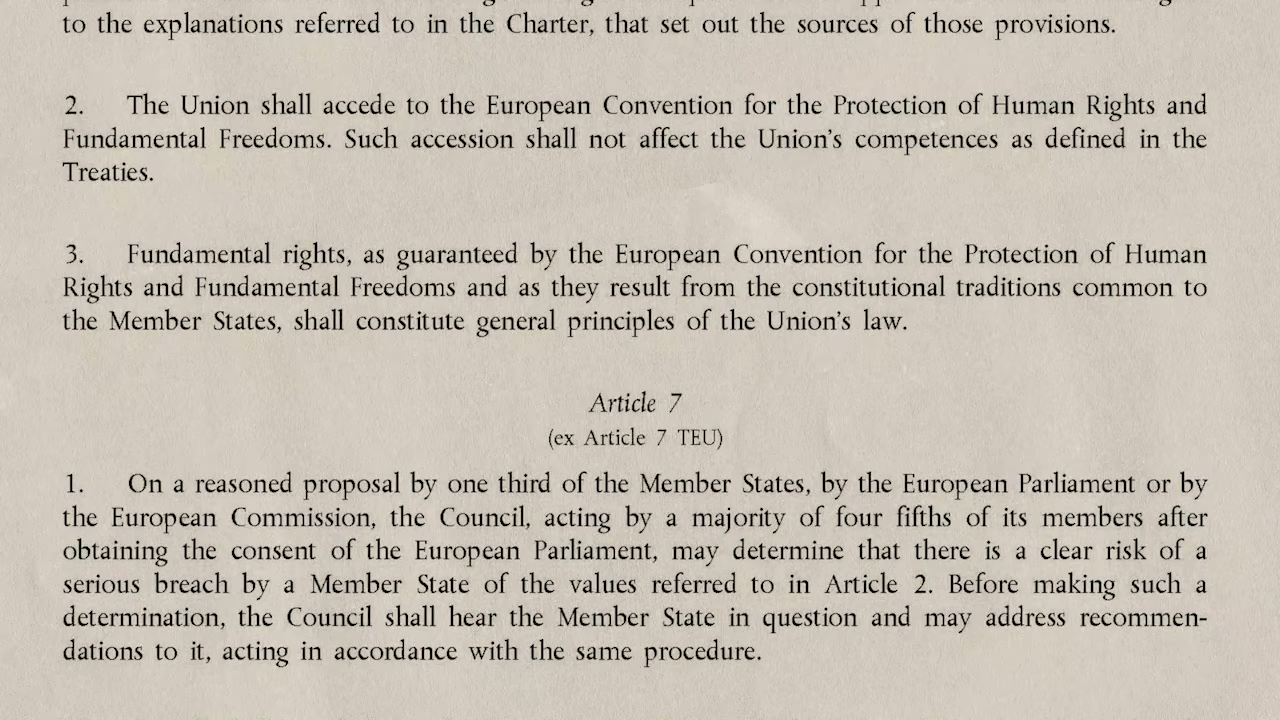 to the explanations referred to in the Charter, that set out the sources of those provisions.
2. The Union shall accede to the European Convention for the Protection of Human Rights and
Fundamental Freedoms. Such accession shall not affect the Union’s competences as defined in the
Treaties.
3. Fundamental rights, as guaranteed by the European Convention for the Protection of Human
Rights and Fundamental Freedoms and as they result from the constitutional traditions common to
the Member States, shall constitute general principles of the Union’s law.
Article 7
(ex Article 7 TEU)
1. On a reasoned proposal by one third of the Member States, by the European Parliament or by
the European Commission, the Council, acting by a majority of four fifths of its members after
obtaining the consent of the European Parliament, may determine that there is a clear risk of a
serious breach by a Member State of the values referred to in Article 2. Before making such a
determination, the Council shall hear the Member State in question and may address recommen-
dations to it, acting in accordance with the same procedure.